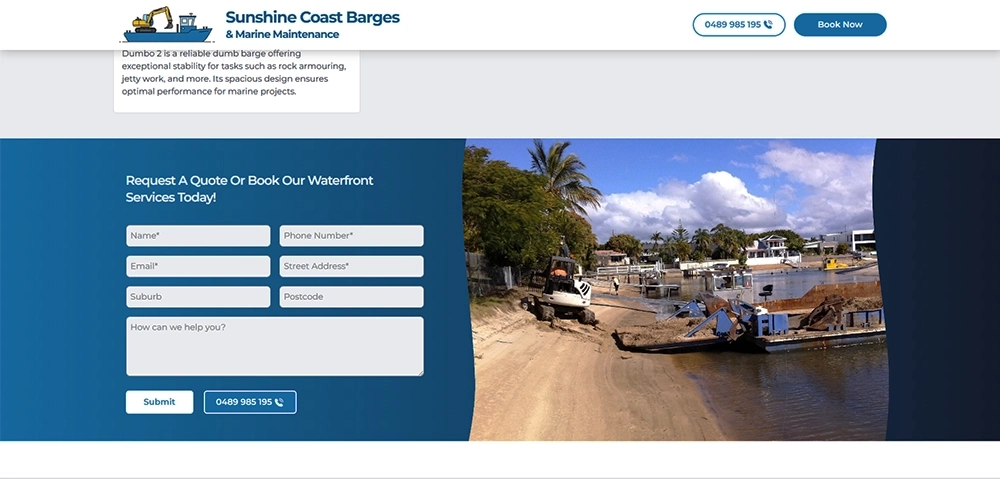 Sunshine Coast Barges
& Marine Maintenance
0489 985 195
Book Now
Dumbo 2 is a reliable dumb barge offering
exceptional stability for tasks such as rock armouring,
jetty work, and more. Its spacious design ensures
optimal performance for marine projects.
Request A Quote Or Book Our Waterfront
Services Today!
Name*
Phone Number*
Email*
Street Address*
Suburb
Postcode
How can we help you?
Submit
0489 985 195